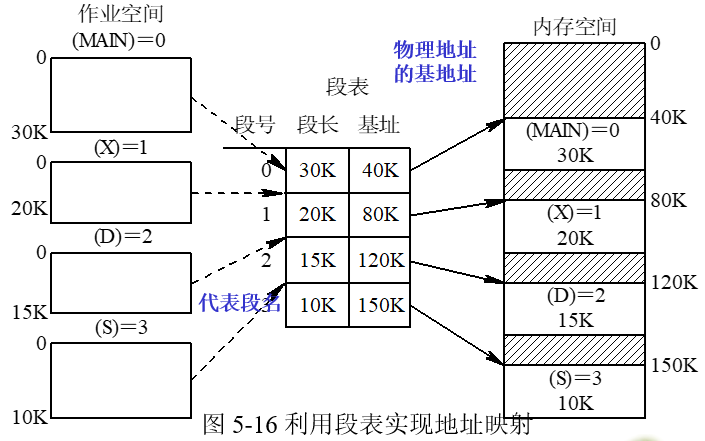 作业空间
(MAIN)＝0
0
30K
(X)＝1
0
20K
(D)＝2
0
15K
(S)＝3
0
10K
段表
段号 段长 基址
0 30K 40K
1 20K 80K
2 15K 120K
10K 150K
代表段名
物理地址
的基地址
内存空间
0
40K
(MAIN)＝0
30K
80K
(X)＝1
20K
120K
(D)＝2
15K
150K
(S)＝3
10K
图 5-16 利用段表实现地址映射